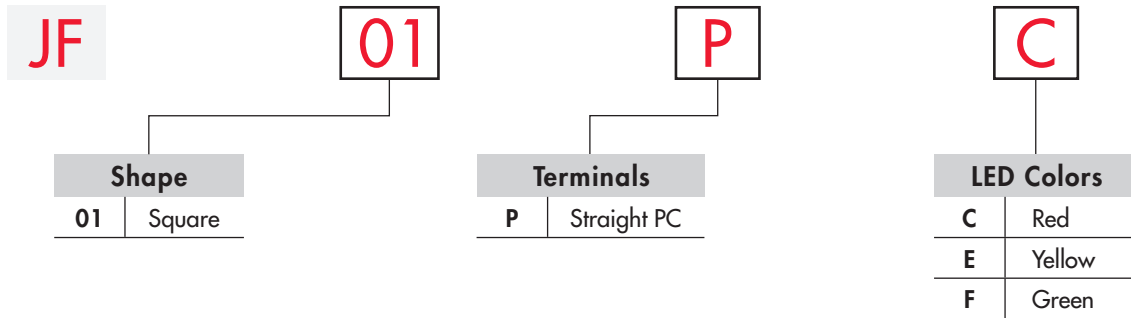 JF 01 P C
Shape
01 Square
Terminals
P Straight PC
LED Colors
C Red
E Yellow
F Green